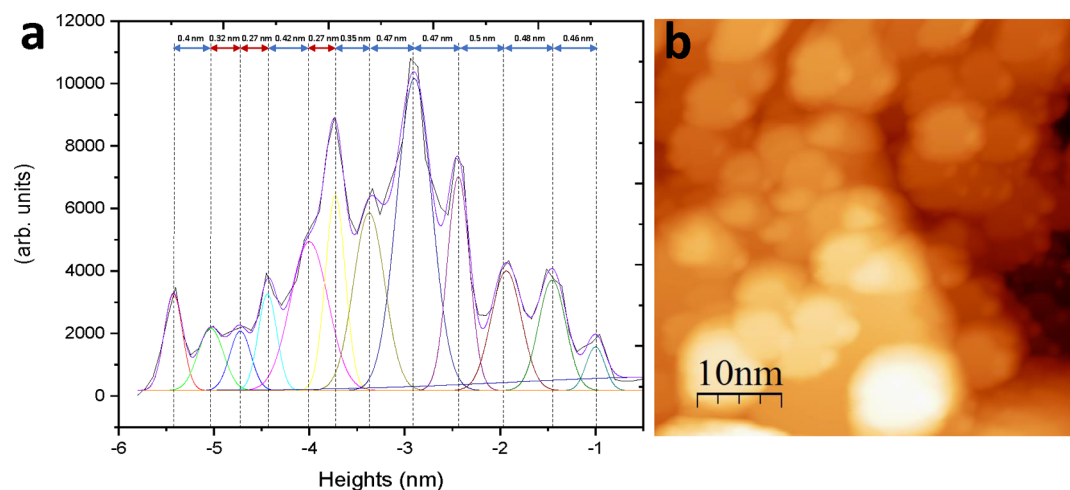 a
12000
10000
8000
6000
4000
2000
0
(arb. units)
0.4 nm 0.32 nm 0.27 nm 0.42 nm 0.27 nm 0.35 nm 0.47 nm 0.47 nm 0.5 nm 0.48 nm 0.46 nm
-6 -5 -4 -3 -2 -1
Heights (nm)
b
10nm